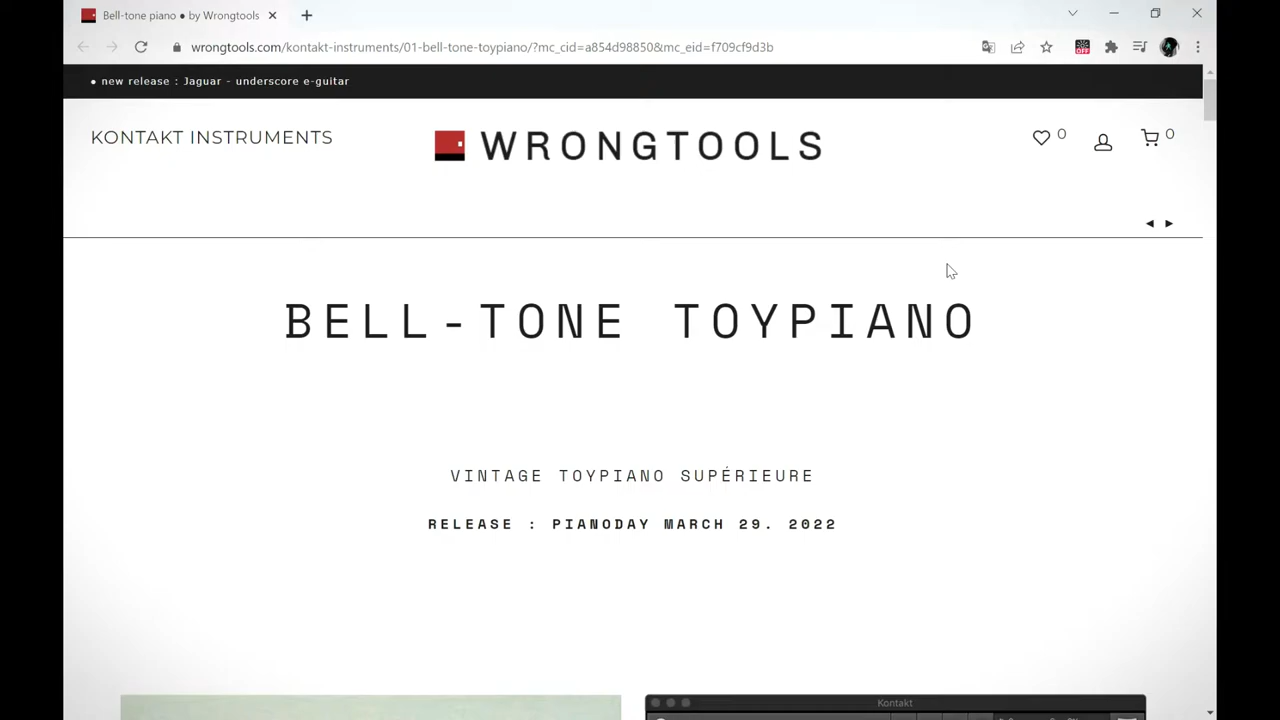 Bell-tone piano ● by Wrongtools
wrongtools.com/kontakt-instruments/01-bell-tone-toypiano/?mc_cid=a854d98850&mc_eid=f709cf9d3b
OFF
● new release : Jaguar - underscore e-guitar
KONTAKT INSTRUMENTS
WRONGTOOLS
0
0
BELL-TONE TOYPIANO
VINTAGE TOYPIANO SUPÉRIEURE
RELEASE : PIANODAY MARCH 29. 2022
Kontakt